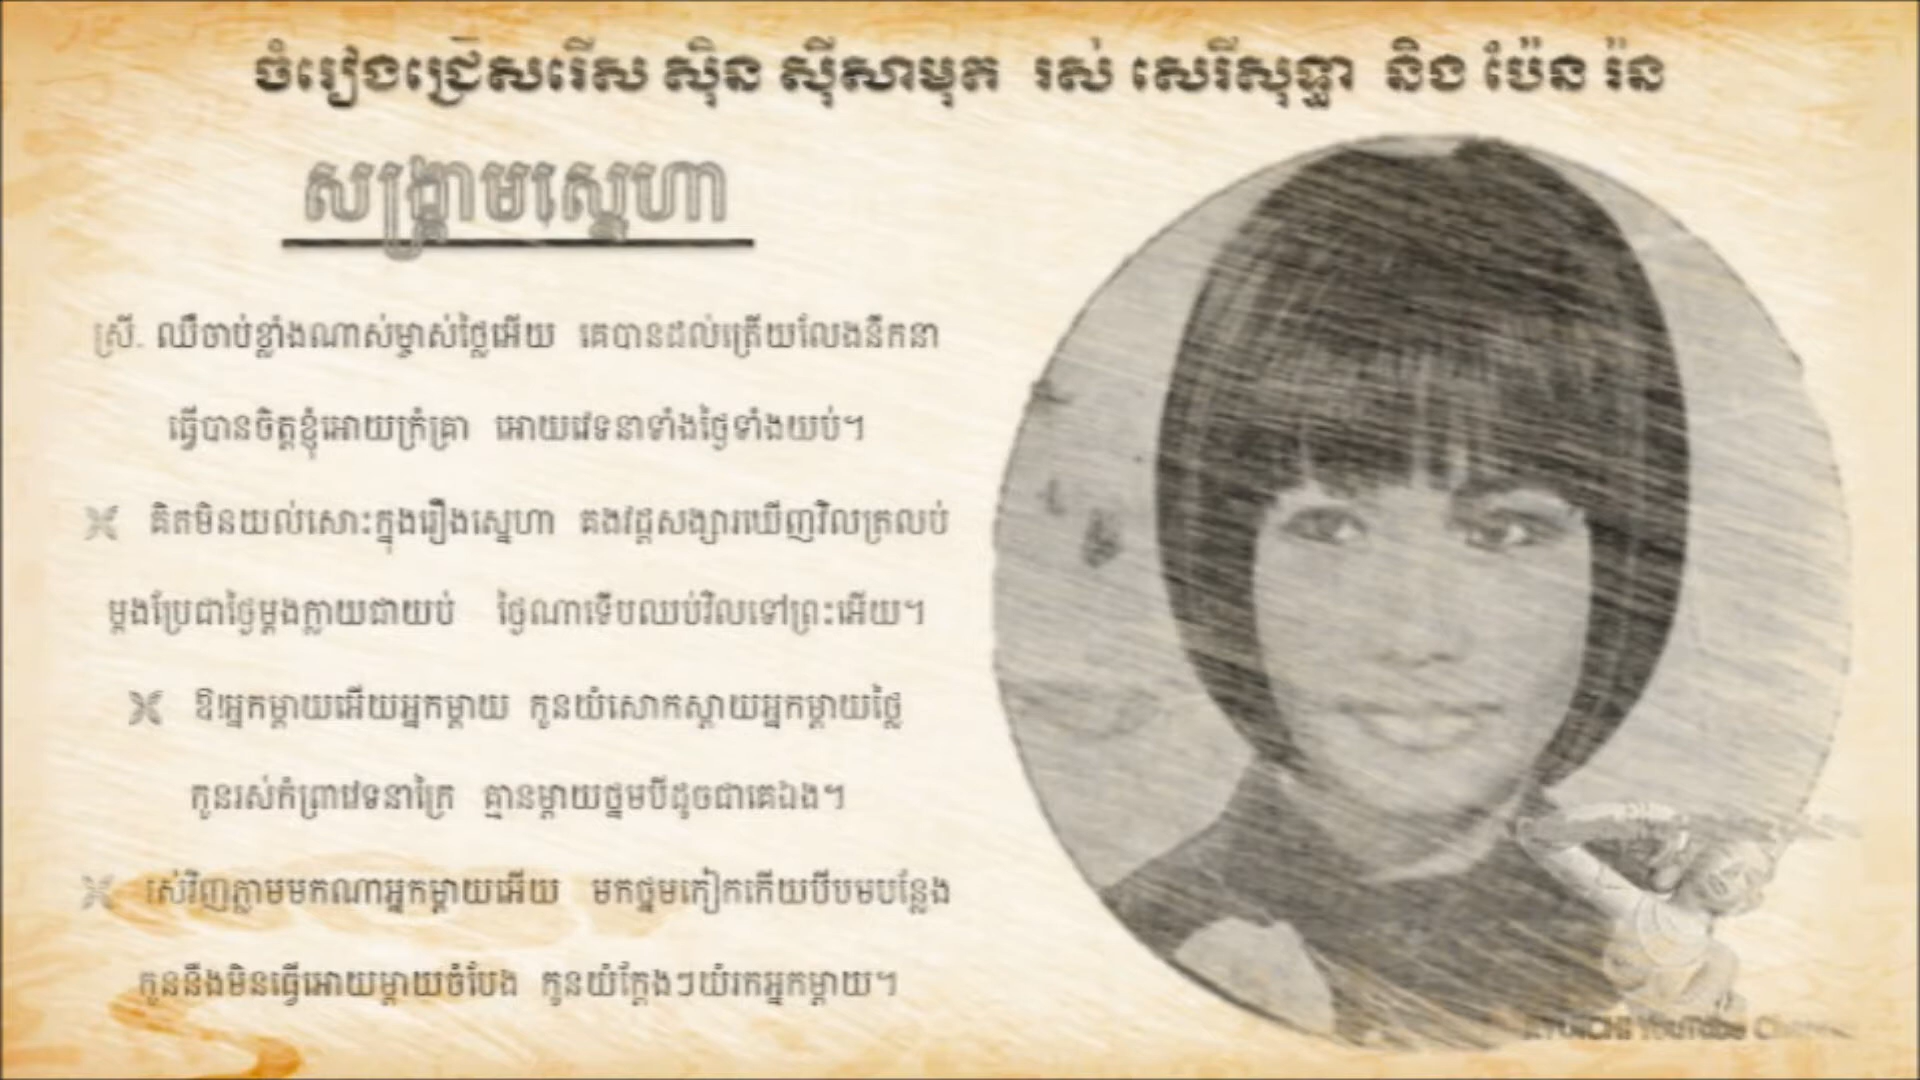 ចំរៀងជ្រើសរើស ស៊ិន ស៊ីសាមុត រស់ សេរីសុទ្ធា និង ប៉ែន រ៉ន
សង្គ្រាមស្នេហា
ស្រី. ឈឺចាប់ខ្លាំងណាស់ម្ចាស់ថ្លៃអើយ គេបានដល់ត្រើយលែងនឹកនា
ធ្វើបានចិត្តខ្ញុំអោយក្រំគ្រា អោយវេទនាទាំងថ្ងៃទាំងយប់។
គិតមិនយល់សោះក្នុងរឿងស្នេហា គងវដ្តសង្សារឃើញវិលត្រលប់
ម្តងប្រែជាថ្ងៃម្តងក្លាយជាយប់ ថ្ងៃណាទើបឈប់វិលទៅព្រះអើយ។
ឱ!អ្នកម្តាយអើយអ្នកម្តាយ កូនយំសោកស្តាយអ្នកម្តាយថ្លៃ
កូនរស់កំព្រាវេទនាក្រៃ គ្មានម្តាយថ្នមបីដូចជាគេឯង។
រស់វិញភ្លាមមកណាអ្នកម្តាយអើយ មកថ្នមកៀកកើយបីបមបន្លែង
កូននឹងមិនធ្វើអោយម្តាយចំបែង កូនយំក្តែងៗយំរកអ្នកម្តាយ។
YouTube